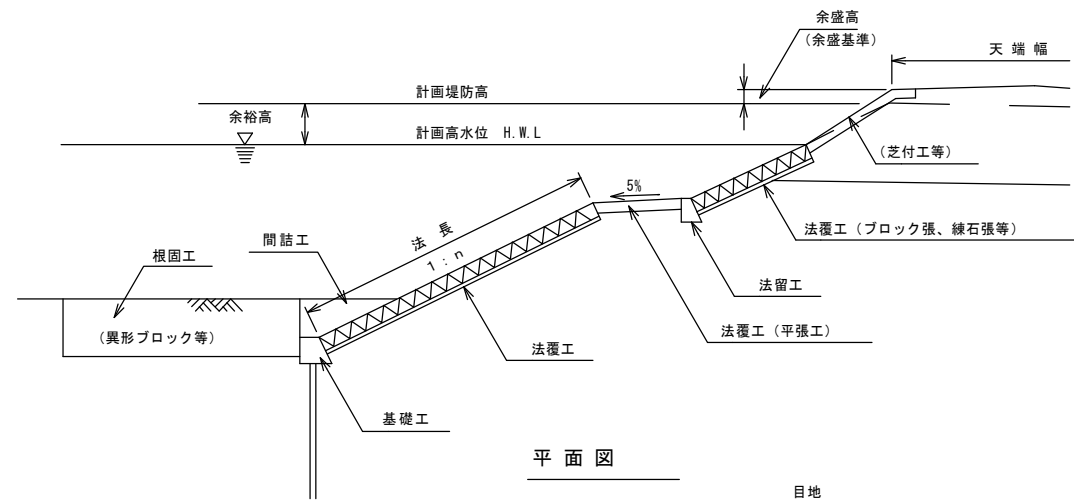 余盛高
(余盛基準)
天端幅
計画堤防高
余裕高
計画高水位 H.W.L
(芝付工等)
5%
法長
1:n
法覆工(ブロック張、練石張等)
間詰工
根固工
法留工
(異形ブロック等)
法覆工(平張工)
法覆工
基礎工
平面図
目地